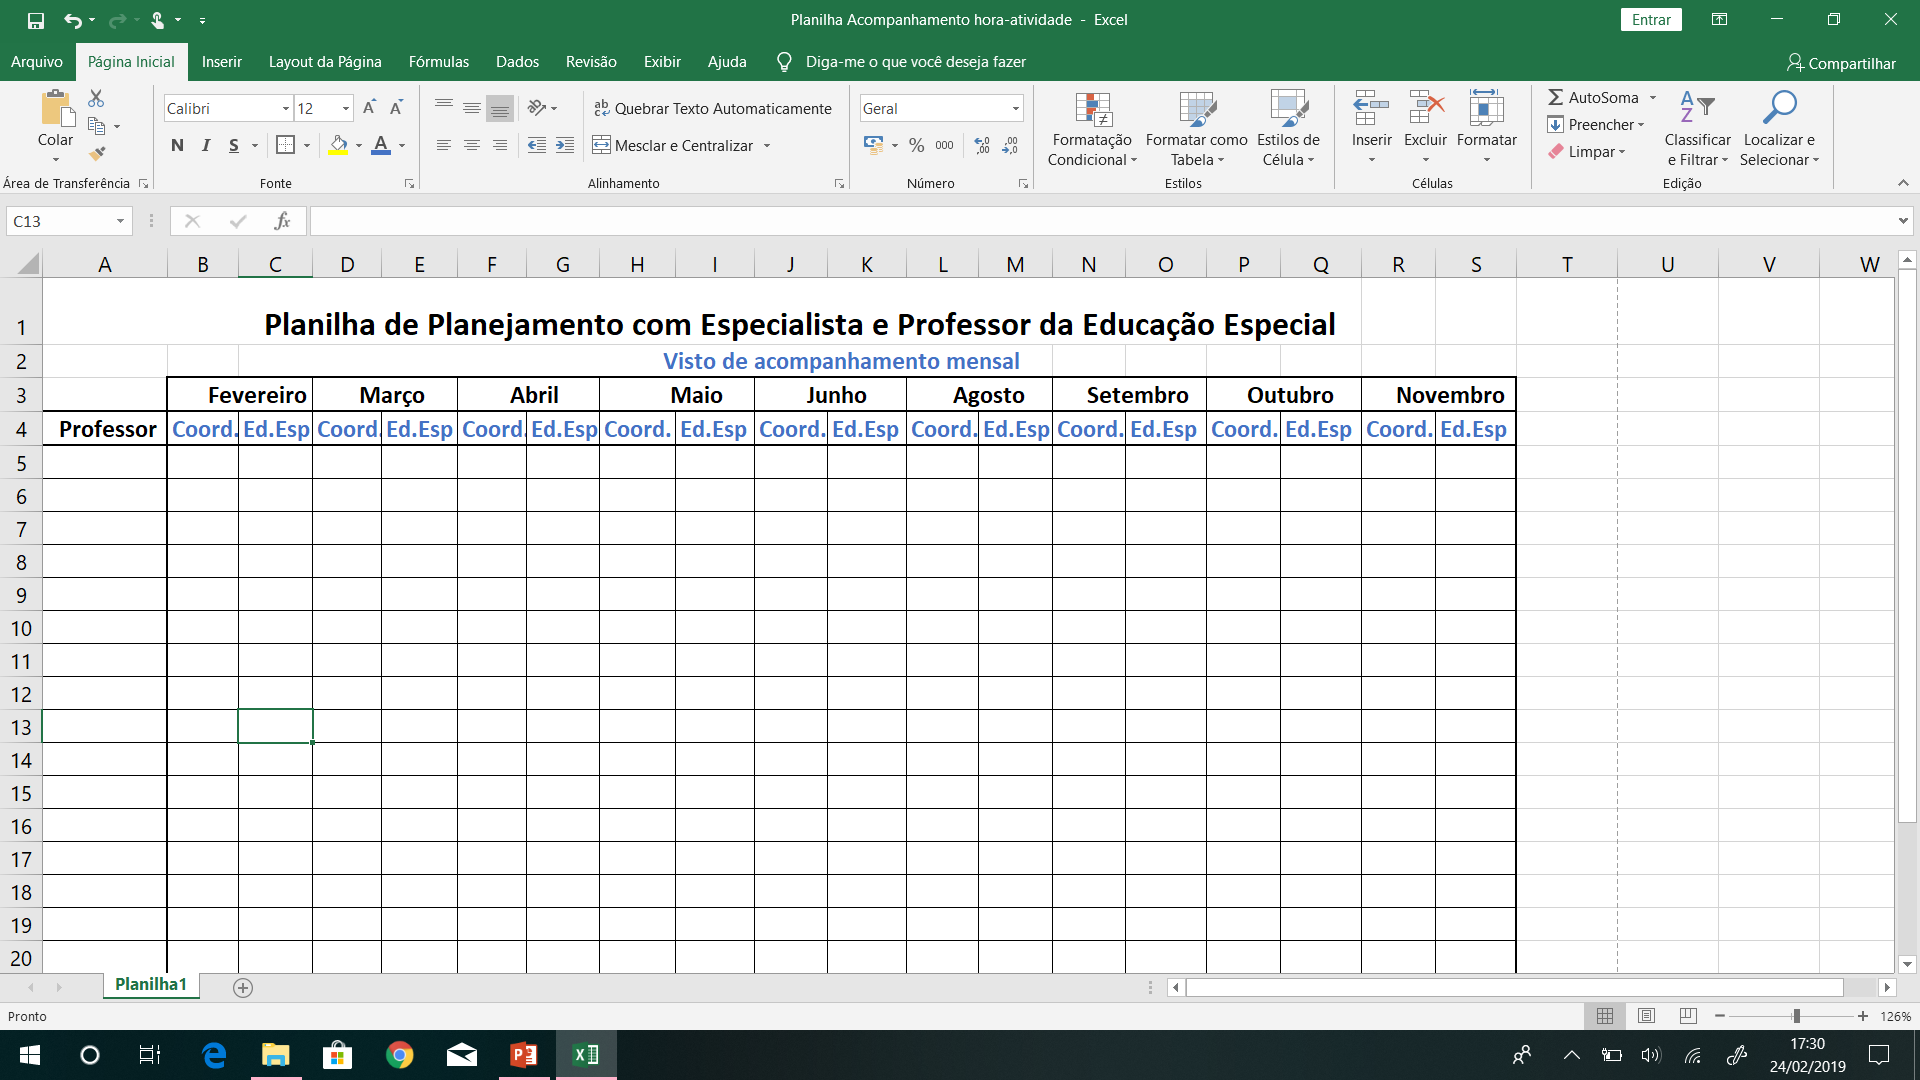 Planilha Acompanhamento hora-atividade - Excel
Entrar
Arquivo Página Inicial Inserir Layout da Página Fórmulas Dados Revisão Exibir Ajuda Diga-me o que você deseja fazer Compartilhar
Colar
Área de Transferência
Calibri 12
N I S
Fonte
Quebrar Texto Automaticamente
Mesclar e Centralizar
Alinhamento
Geral
% 000
Número
Formatação Condicional
Formatar como Tabela
Estilos de Célula
Estilos
Inserir Excluir Formatar
Células
AutoSoma
Preencher
Limpar
Classificar e Filtrar
Localizar e Selecionar
Edição
C13 fx
A B C D E F G H I J K L M N O P Q R S T U V W
1 Planilha de Planejamento com Especialista e Professor da Educação Especial
2 Visto de acompanhamento mensal
3 Fevereiro Março Abril Maio Junho Agosto Setembro Outubro Novembro
4 Professor Coord. Ed.Esp Coord. Ed.Esp Coord. Ed.Esp Coord. Ed.Esp Coord. Ed.Esp Coord. Ed.Esp Coord. Ed.Esp Coord. Ed.Esp Coord. Ed.Esp
5
6
7
8
9
10
11
12
13
14
15
16
17
18
19
20
Planilha1
Pronto
126%
17:30
24/02/2019